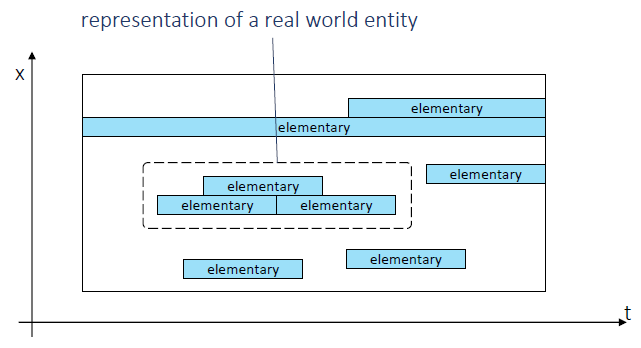 representation of a real world entity
x
elementary
elementary
elementary
elementary
elementary elementary
elementary
elementary
t